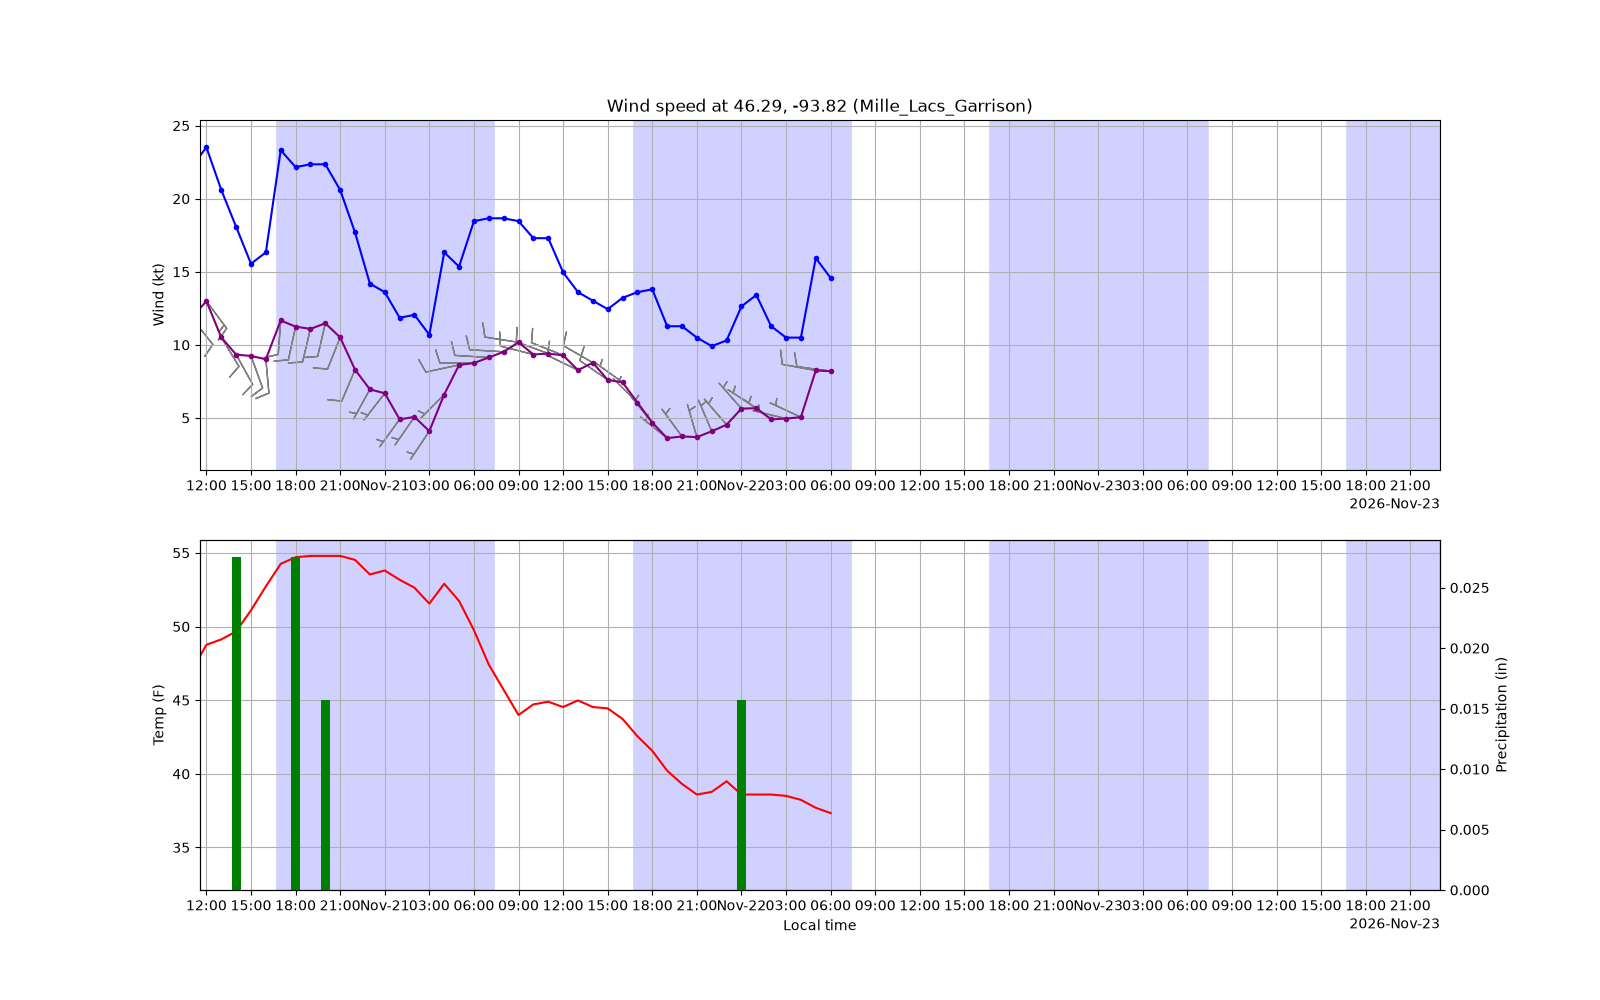 Wind speed at 46.29, -93.82 (Mille_Lacs_Garrison)
25
20
15
10
5
Wind (kt)
12:00 15:00 18:00 21:00 Nov-21 03:00 06:00 09:00 12:00 15:00 18:00 21:00 Nov-22 03:00 06:00 09:00 12:00 15:00 18:00 21:00 Nov-23 03:00 06:00 09:00 12:00 15:00 18:00 21:00
2026-Nov-23
55
50
45
40
35
Temp (F)
0.025
0.020
0.015
0.010
0.005
0.000
Precipitation (in)
12:00 15:00 18:00 21:00 Nov-21 03:00 06:00 09:00 12:00 15:00 18:00 21:00 Nov-22 03:00 06:00 09:00 12:00 15:00 18:00 21:00 Nov-23 03:00 06:00 09:00 12:00 15:00 18:00 21:00
Local time
2026-Nov-23